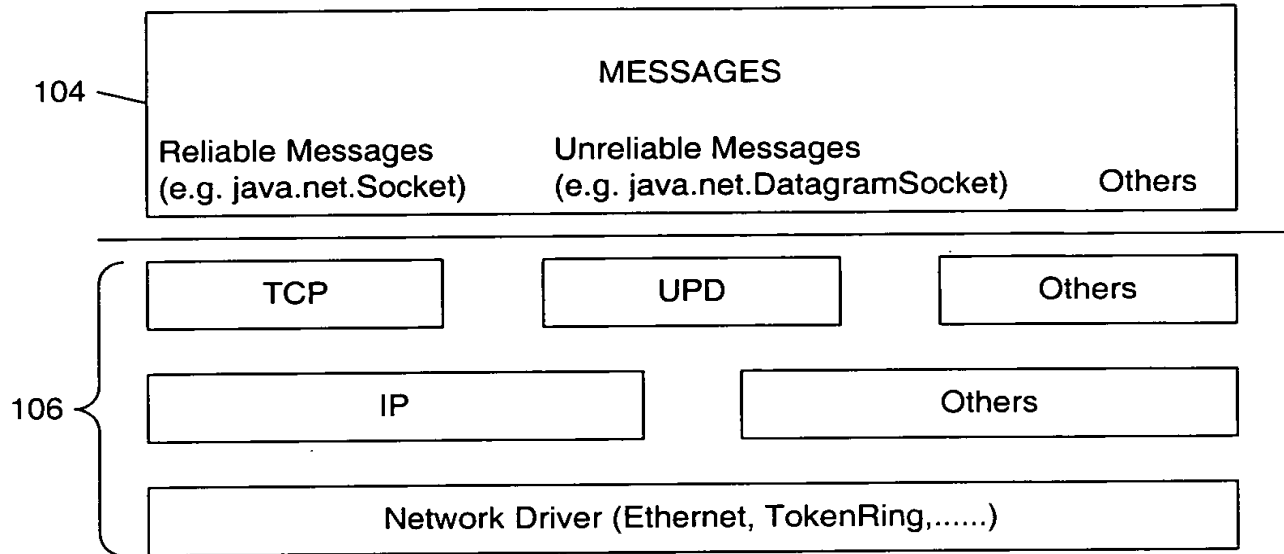 MESSAGES
104
Reliable Messages
(e.g. java.net.Socket)
Unreliable Messages
(e.g. java.net.DatagramSocket)
Others
TCP
UPD
Others
106
IP
Others
Network Driver (Ethernet, TokenRing,......)